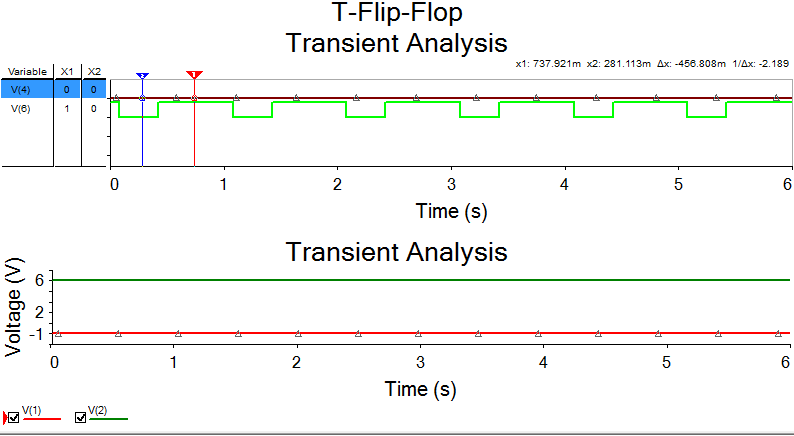 T-Flip-Flop
Transient Analysis
x1: 737.921m x2: 281.113m Δx: -456.808m 1/Δx: -2.189
Variable X1 X2
2 1
V(4) 0 0
V(6) 1 0
0 1 2 3 4 5 6
Time (s)
Transient Analysis
Voltage (V)
6
2
-1
0 1 2 3 4 5 6
Time (s)
V(1) V(2)